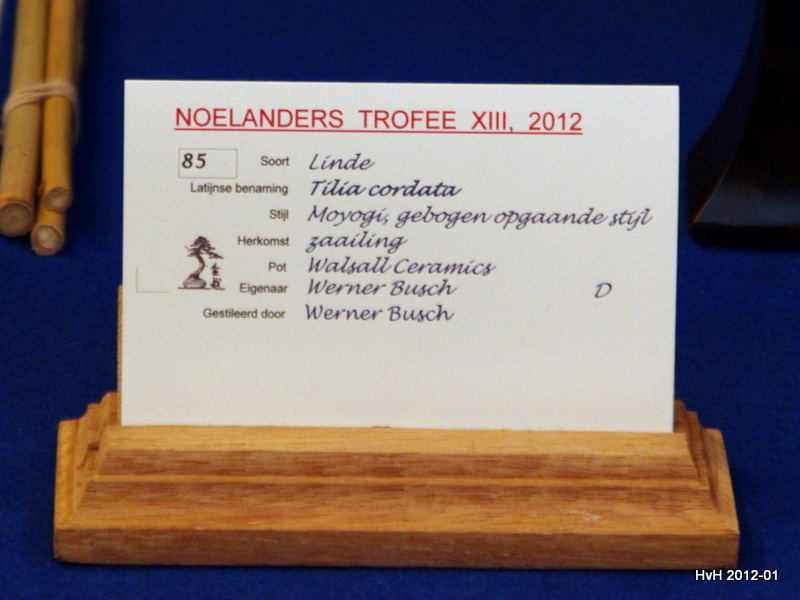 NOELANDERS TROFEE XIII, 2012
85 Soort Linde
Latijnse benaming Tilia cordata
Stijl Moyogi, gebogen opgaande stijl
Herkomst zaailing
Pot Walsall Ceramics
Eigenaar Werner Busch D
Gestileerd door Werner Busch
HvH 2012-01